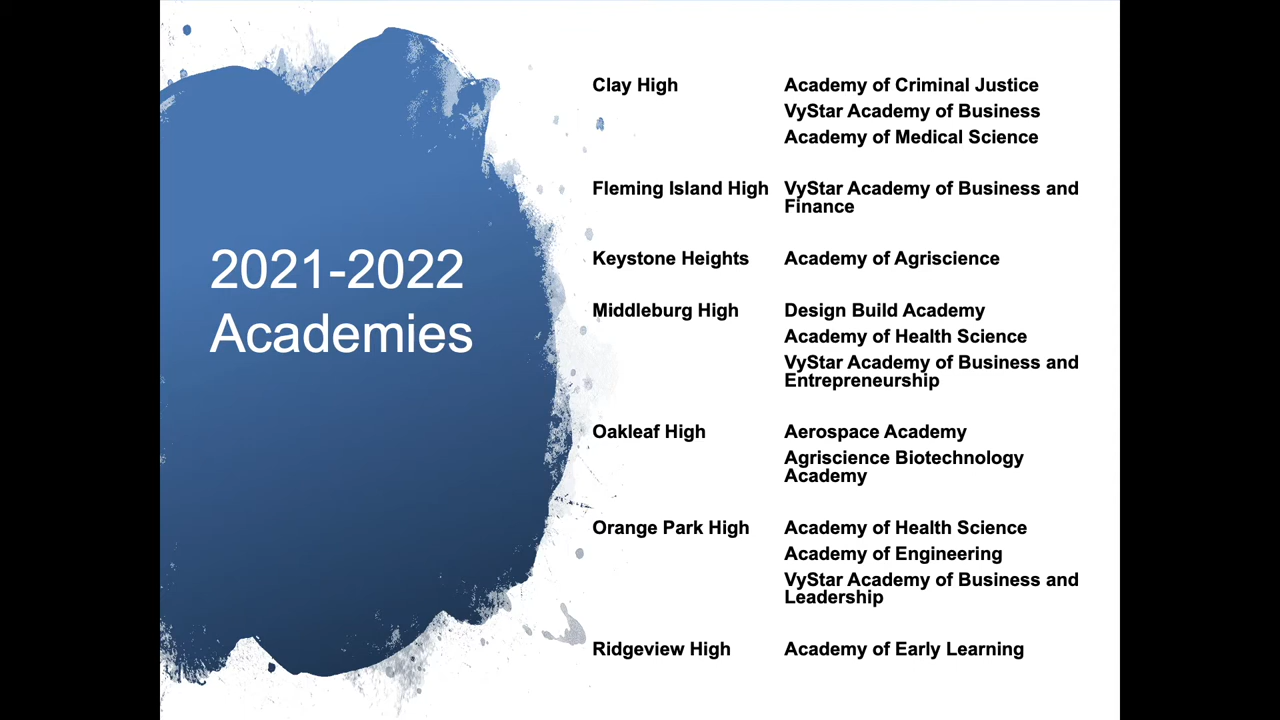 2021-2022
Academies
Clay High
Academy of Criminal Justice
VyStar Academy of Business
Academy of Medical Science
Fleming Island High
VyStar Academy of Business and
Finance
Keystone Heights
Academy of Agriscience
Middleburg High
Design Build Academy
Academy of Health Science
VyStar Academy of Business and
Entrepreneurship
Oakleaf High
Aerospace Academy
Agriscience Biotechnology
Academy
Orange Park High
Academy of Health Science
Academy of Engineering
VyStar Academy of Business and
Leadership
Ridgeview High
Academy of Early Learning